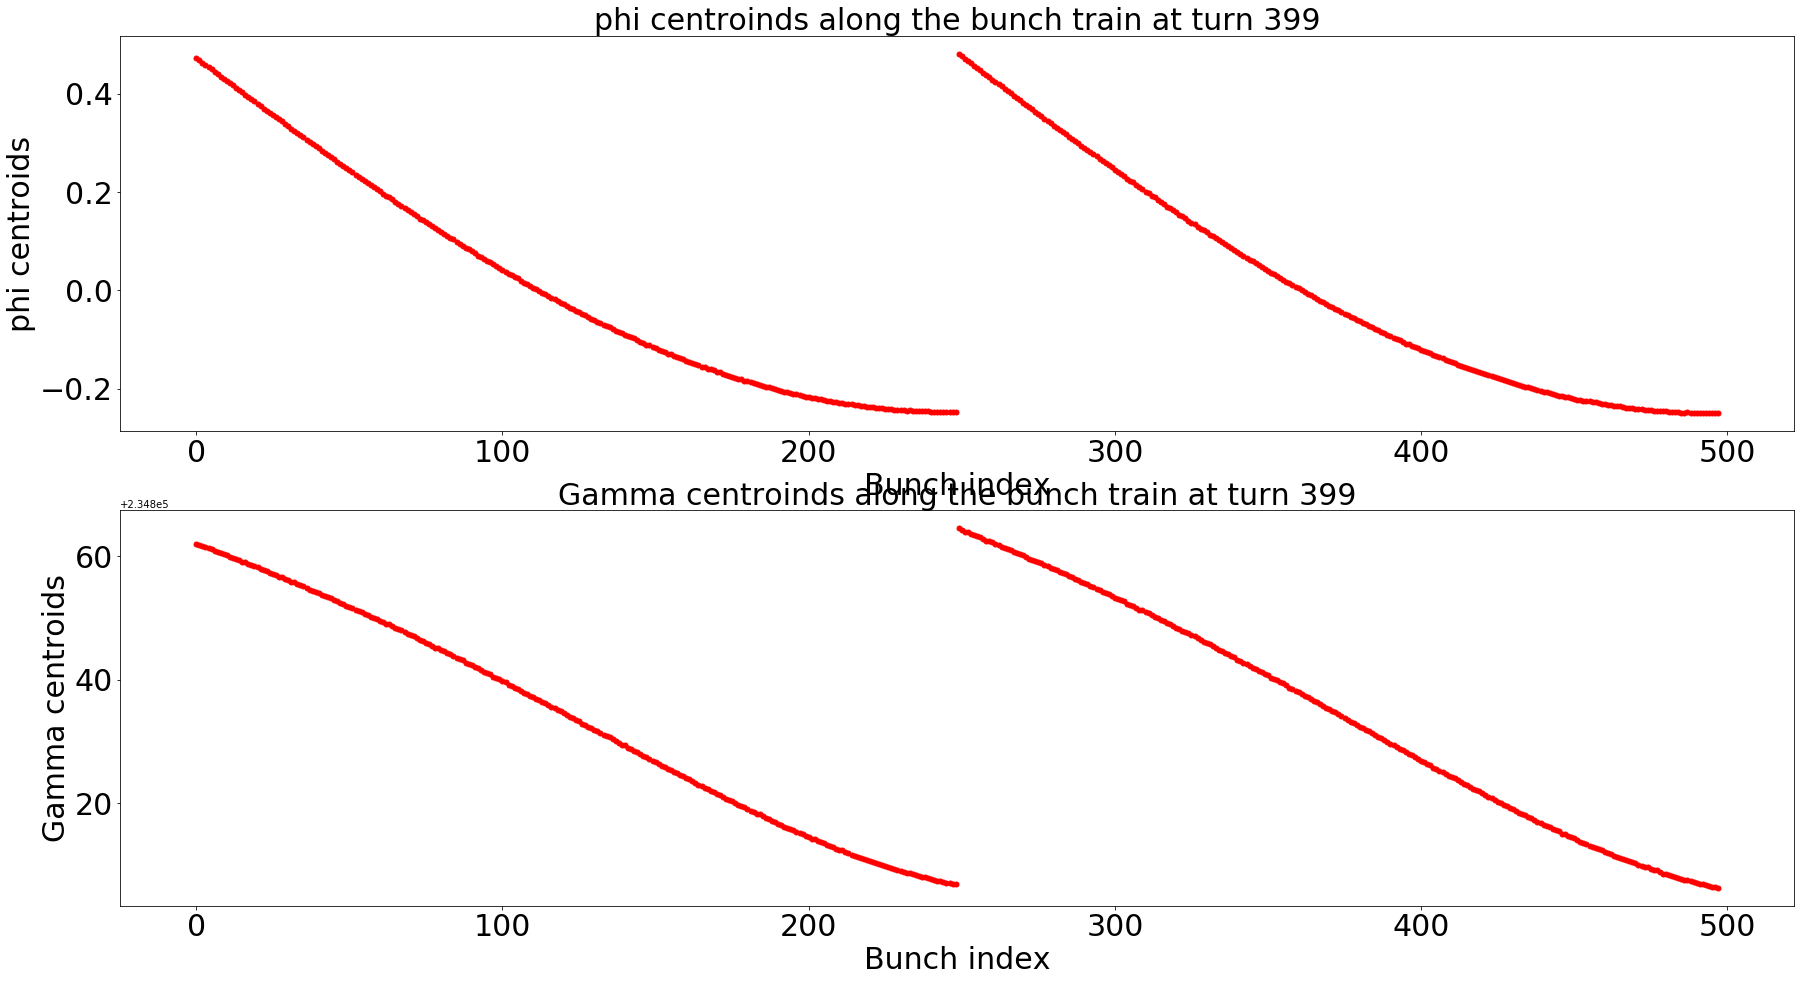 phi centroinds along the bunch train at turn 399
phi centroids
0.4
0.2
0.0
−0.2
0 100 200 300 400 500
Bunch index
Gamma centroinds along the bunch train at turn 399
+2.348e5
Gamma centroids
60
40
20
0 100 200 300 400 500
Bunch index